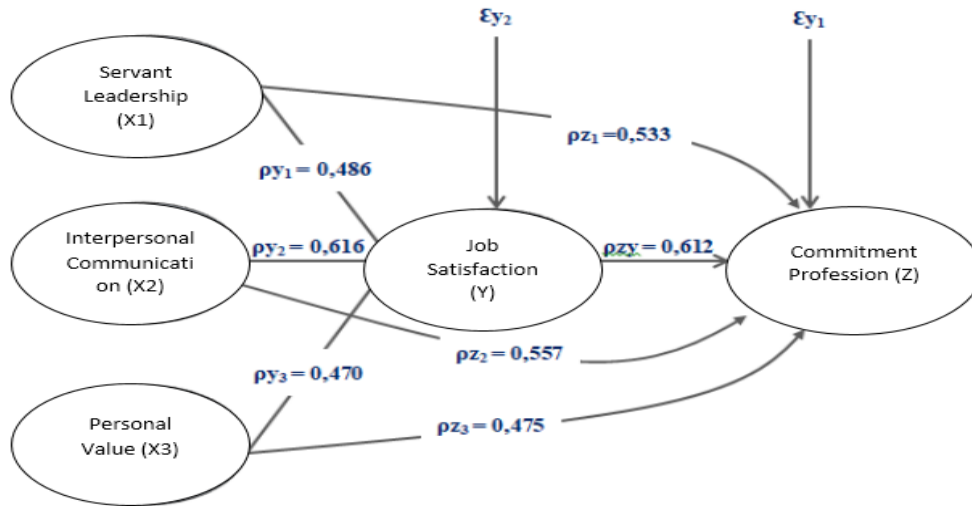 εy₂
εy₁
Servant
Leadership
(X1)
ρz₁ =0,533
ρy₁ = 0,486
Interpersonal
Communicati
on (X2)
ρy₂ = 0,616
Job
Satisfaction
(Y)
ρzy = 0,612
Commitment
Profession (Z)
ρz₂ = 0,557
ρy₃ = 0,470
Personal
Value (X3)
ρz₃ = 0,475